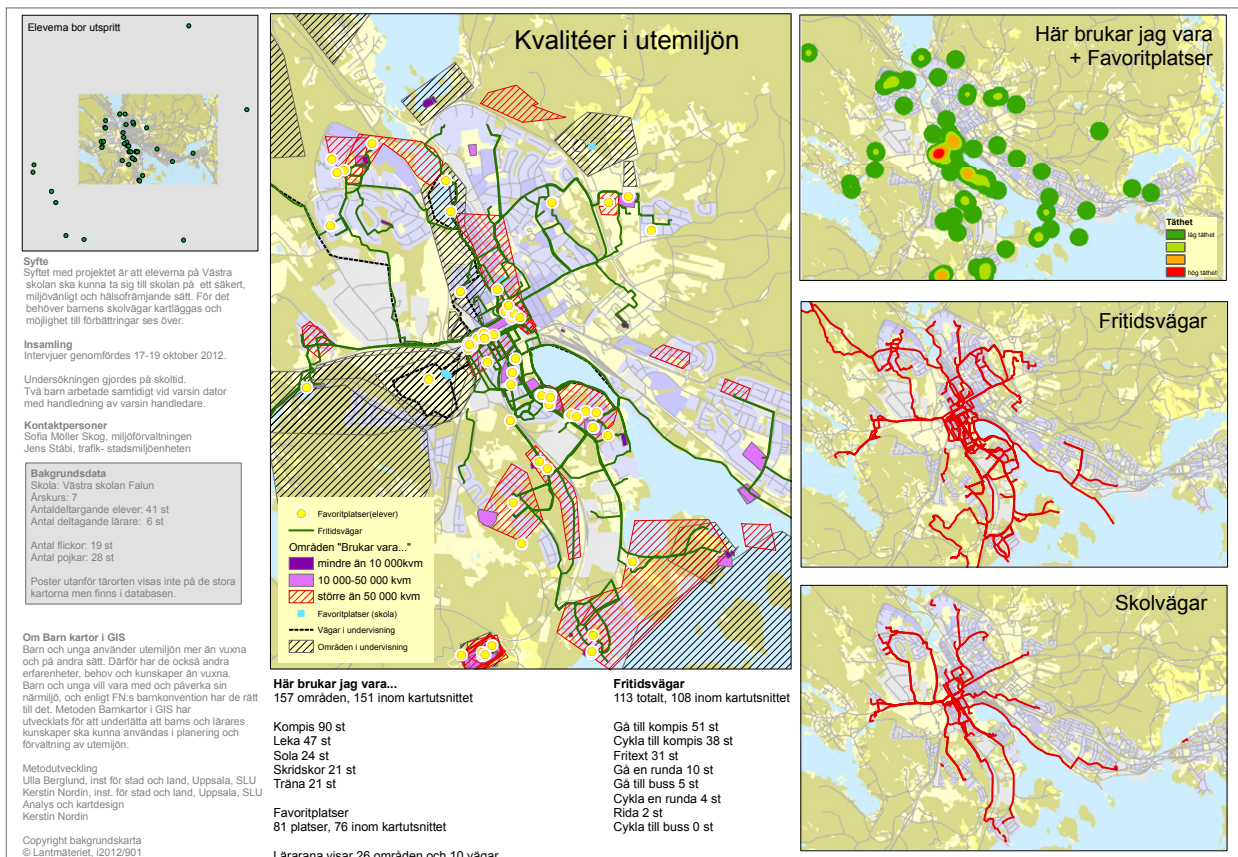 Eleverna bor utspritt
Syfte
Syftet med projektet är att eleverna på Västra
skolan ska kunna ta sig till skolan på ett säkert,
miljövänligt och hälsofrämjande sätt. För det
behöver barnens skolvägar kartläggas och
möjlighet till förbättringar ses över.
Insamling
Intervjuer genomfördes 17-19 oktober 2012.
Undersökningen gjordes på skoltid.
Två barn arbetade samtidigt vid varsin dator
med handledning av varsin handledare.
Kontaktpersoner
Sofia Möller Skog, miljöförvaltningen
Jens Stäbi, trafik- stadsmiljöenheten
Bakgrundsdata
Skola: Västra skolan Falun
Årskurs: 7
Antaldeltargande elever: 41 st
Antal deltagande lärare: 6 st
Antal flickor: 19 st
Antal pojkar: 28 st
Poster utanför tärorten visas inte på de stora
kartorna men finns i databasen.
Om Barn kartor i GIS
Barn och unga använder utemiljön mer än vuxna
och på andra sätt. Därför har de också andra
erfarenheter, behov och kunskaper än vuxna.
Barn och unga vill vara med och påverka sin
närmiljö, och enligt FN:s barnkonvention har de rätt
till det. Metoden Barnkartor i GIS har
utvecklats för att underlätta att barns och lärares
kunskaper ska kunna användas i planering och
förvaltning av utemiljön.
Metodutveckling
Ulla Berglund, inst för stad och land, Uppsala, SLU
Kerstin Nordin, inst. för stad och land, Uppsala, SLU
Analys och kartdesign
Kerstin Nordin
Copyright bakgrundskarta
© Lantmäteriet, i2012/901
Kvalitéer i utemiljön
Favoritplatser(elever)
Fritidsvägar
Områden "Brukar vara..."
mindre än 10 000kvm
10 000-50 000 kvm
större än 50 000 kvm
Favoritplatser (skola)
Vägar i undervisning
Områden i undervisning
Här brukar jag vara...
157 områden, 151 inom kartutsnittet
Kompis 90 st
Leka 47 st
Sola 24 st
Skridskor 21 st
Träna 21 st
Favoritplatser
81 platser, 76 inom kartutsnittet
Lärarana visar 26 områden och 10 vägar
Fritidsvägar
113 totalt, 108 inom kartutsnittet
Gå till kompis 51 st
Cykla till kompis 38 st
Fritext 31 st
Gå en runda 10 st
Gå till buss 5 st
Cykla en runda 4 st
Rida 2 st
Cykla till buss 0 st
Här brukar jag vara
+ Favoritplatser
Täthet
låg täthet
hög täthet
Fritidsvägar
Skolvägar